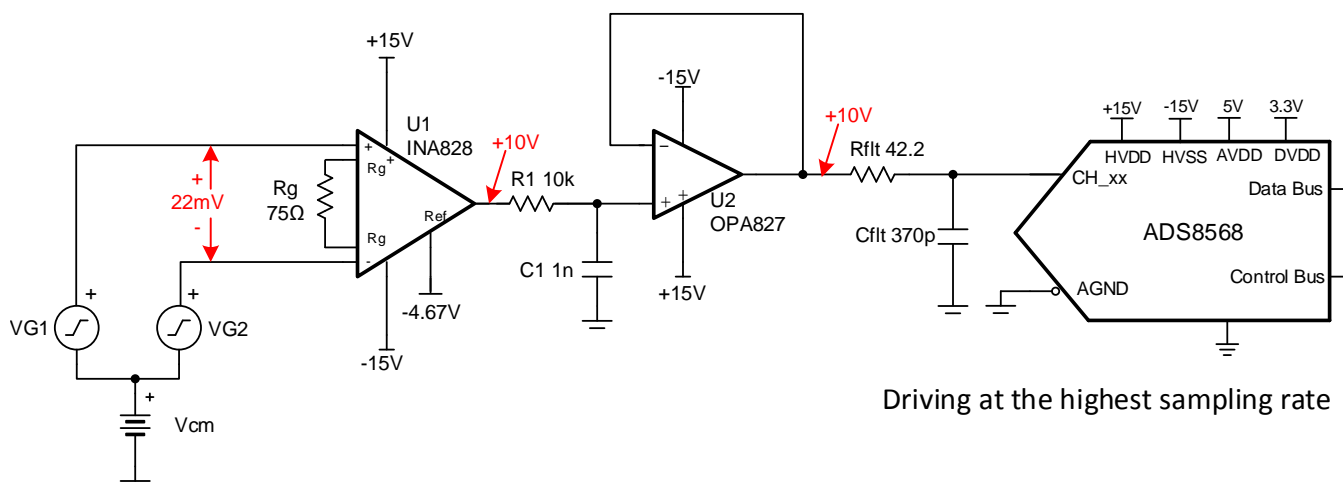 +15V
U1
INA828
+
Rg
+
Rg
75Ω
+
22mV
-
Ref
Rg
-
-4.67V
-15V
+
VG1
+
VG2
+
Vcm
+10V
R1 10k
C1 1n
-15V
−
+
+
U2
OPA827
+15V
+10V
Rflt 42.2
Cflt 370p
+15V
-15V
5V
3.3V
HVDD
HVSS
AVDD
DVDD
CH_xx
Data Bus
ADS8568
Control Bus
AGND
Driving at the highest sampling rate